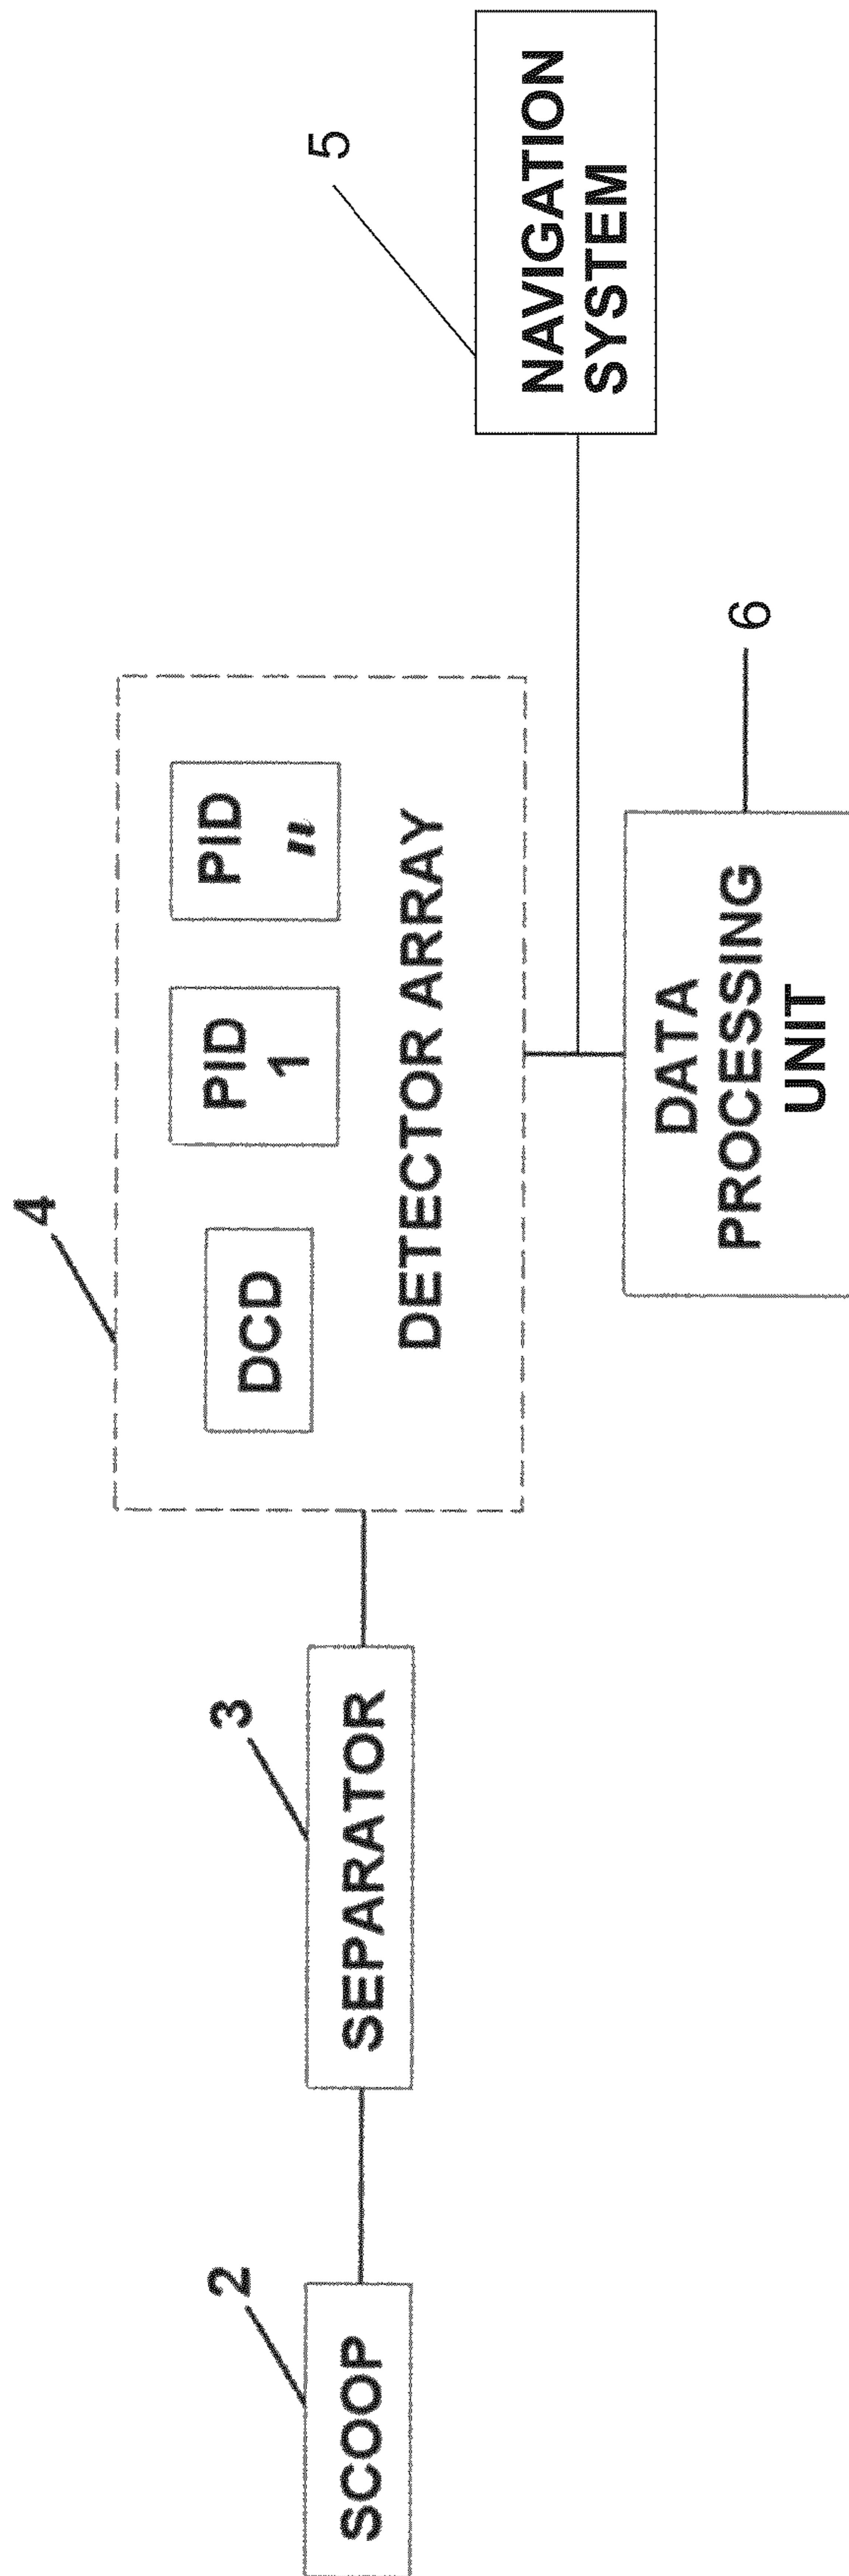 4
DCD
PID
1
PID
n
DETECTOR ARRAY
5
NAVIGATION
SYSTEM
2
SCOOP
3
SEPARATOR
DATA
PROCESSING
UNIT
6